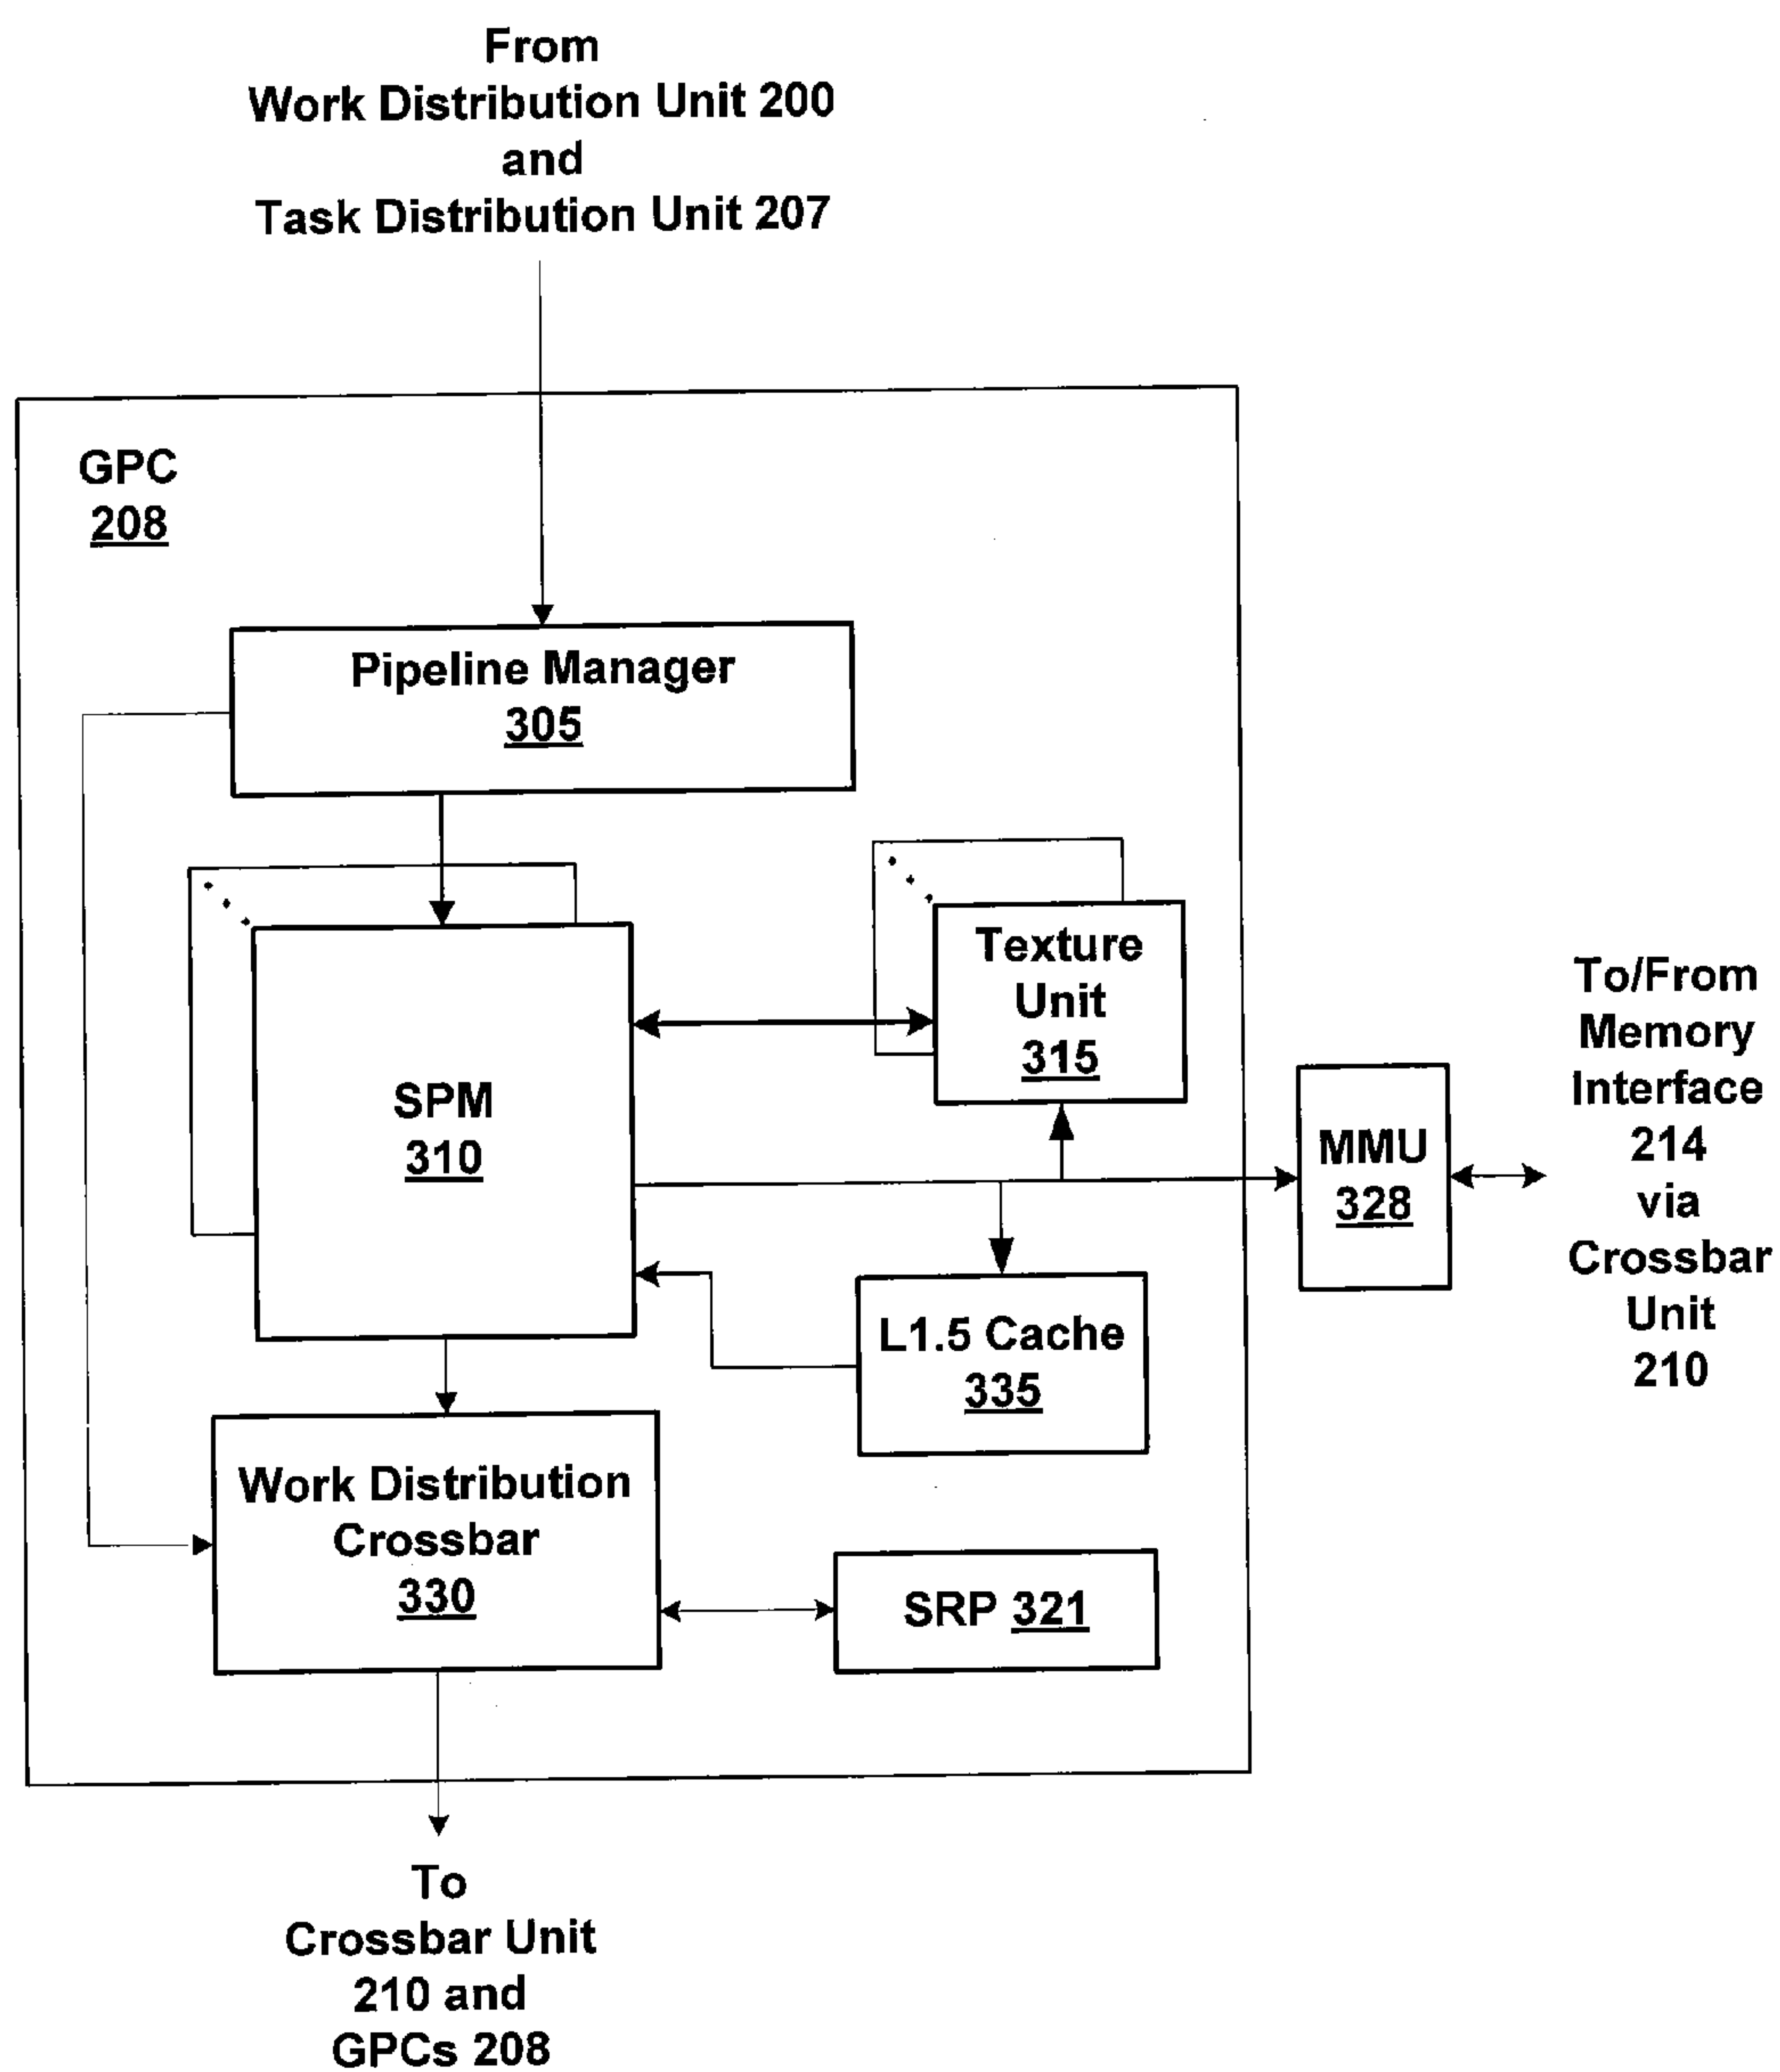 From
Work Distribution Unit 200
and
Task Distribution Unit 207
GPC
208
Pipeline Manager
305
Texture
Unit
315
SPM
310
To/From
Memory
Interface
214
via
Crossbar
Unit
210
MMU
328
L1.5 Cache
335
Work Distribution
Crossbar
330
SRP 321
To
Crossbar Unit
210 and
GPCs 208